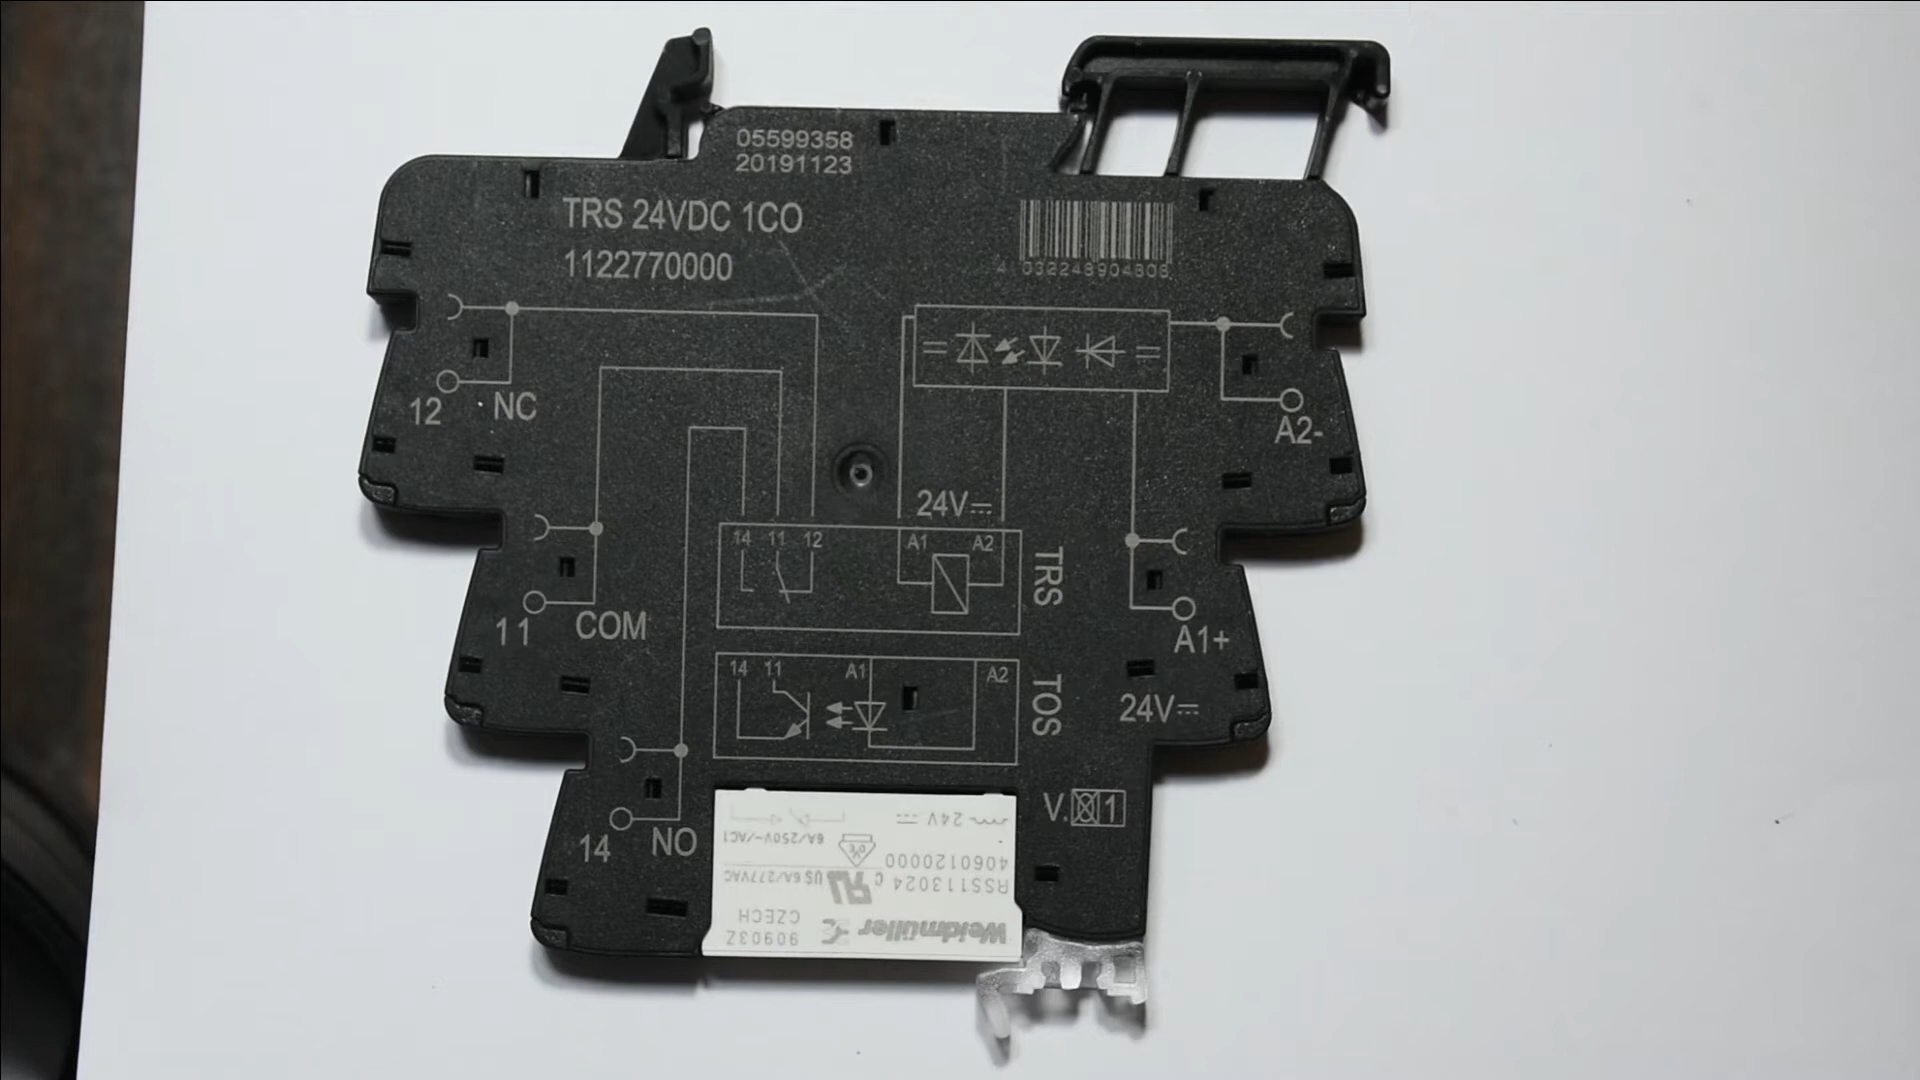 05599358
20191123
TRS 24VDC 1CO
1122770000
4 032248904808
12 NC
A2-
24V
14 11 12 A1 A2
TRS
11 COM
A1+
14 11 A1 A2
TOS
24V
V. 1
14 NO
Weidmüller CZECH 90903Z
RSS113024 C US 6A/277VAC
4060120000
6A/250V~/AC1
24V